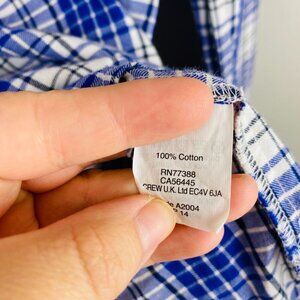 100% Cotton
RN77388
CA56445
CREW U.K. Ltd EC4V 6JA
A2004
14